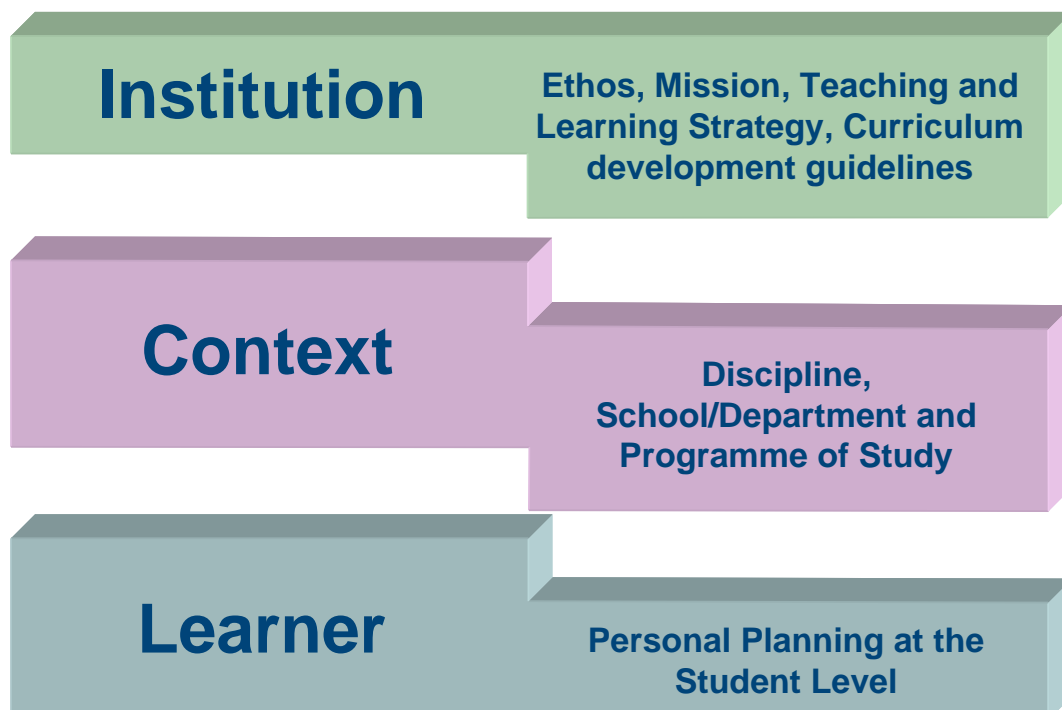 Institution
Ethos, Mission, Teaching and
Learning Strategy, Curriculum
development guidelines
Context
Discipline,
School/Department and
Programme of Study
Learner
Personal Planning at the
Student Level